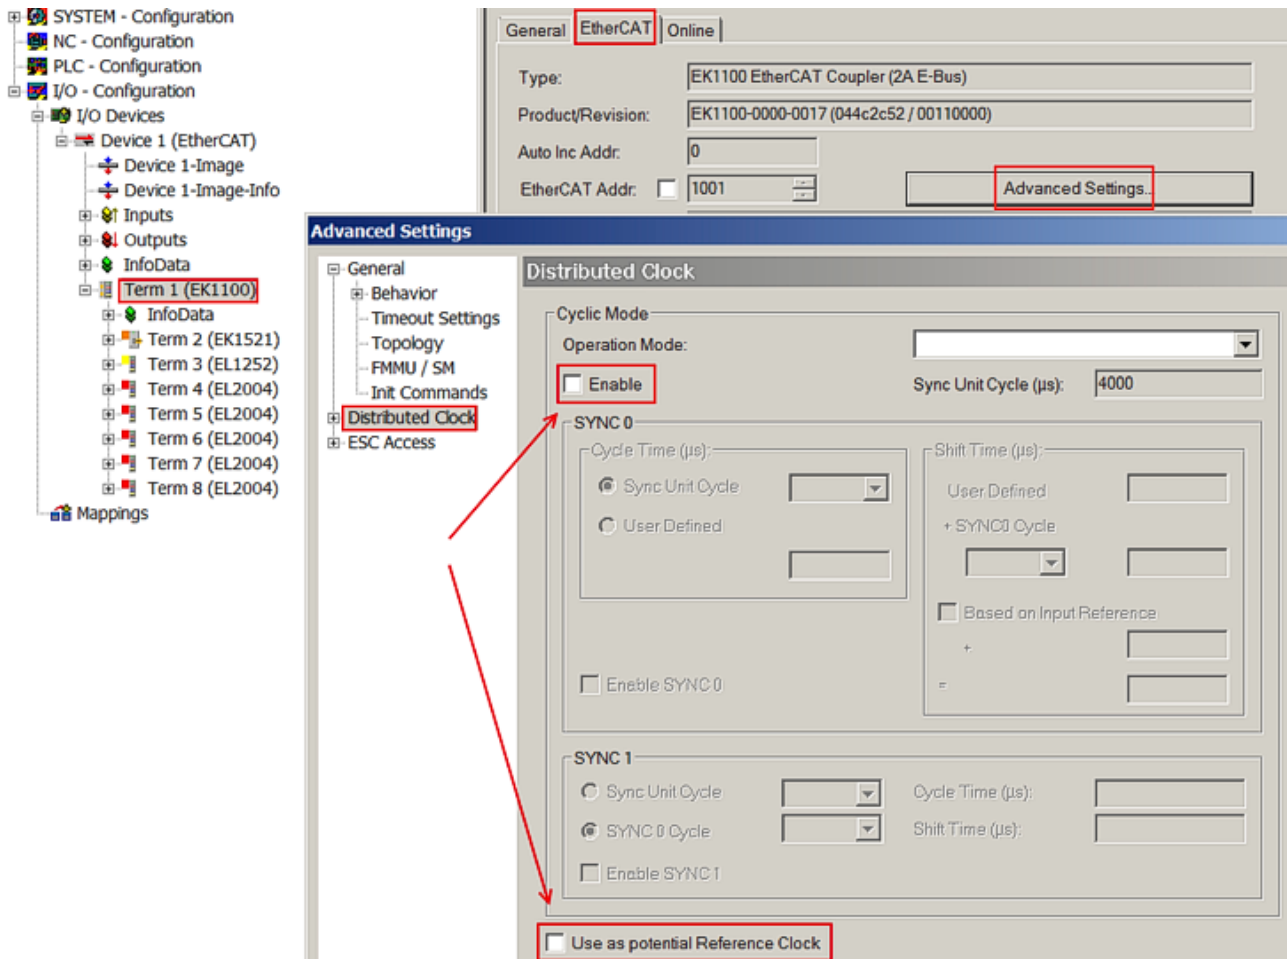 SYSTEM - Configuration
NC - Configuration
PLC - Configuration
I/O - Configuration
I/O Devices
Device 1 (EtherCAT)
Device 1-Image
Device 1-Image-Info
Inputs
Outputs
InfoData
Term 1 (EK1100)
InfoData
Term 2 (EK1521)
Term 3 (EL1252)
Term 4 (EL2004)
Term 5 (EL2004)
Term 6 (EL2004)
Term 7 (EL2004)
Term 8 (EL2004)
Mappings
General EtherCAT Online
Type: EK1100 EtherCAT Coupler (2A E-Bus)
Product/Revision: EK1100-0000-0017 (044c2c52 / 00110000)
Auto Inc Addr: 0
EtherCAT Addr: 1001 Advanced Settings..
Advanced Settings
General
Behavior
Timeout Settings
Topology
FMMU / SM
Init Commands
Distributed Clock
ESC Access
Distributed Clock
Cyclic Mode
Operation Mode:
Enable Sync Unit Cycle (µs): 4000
SYNC 0
Cycle Time (µs):
Sync Unit Cycle
User Defined
Shift Time (µs):
User Defined
+ SYNC0 Cycle
Based on Input Reference
+
=
Enable SYNC 0
SYNC 1
Sync Unit Cycle Cycle Time (µs):
SYNC 0 Cycle Shift Time (µs):
Enable SYNC 1
Use as potential Reference Clock